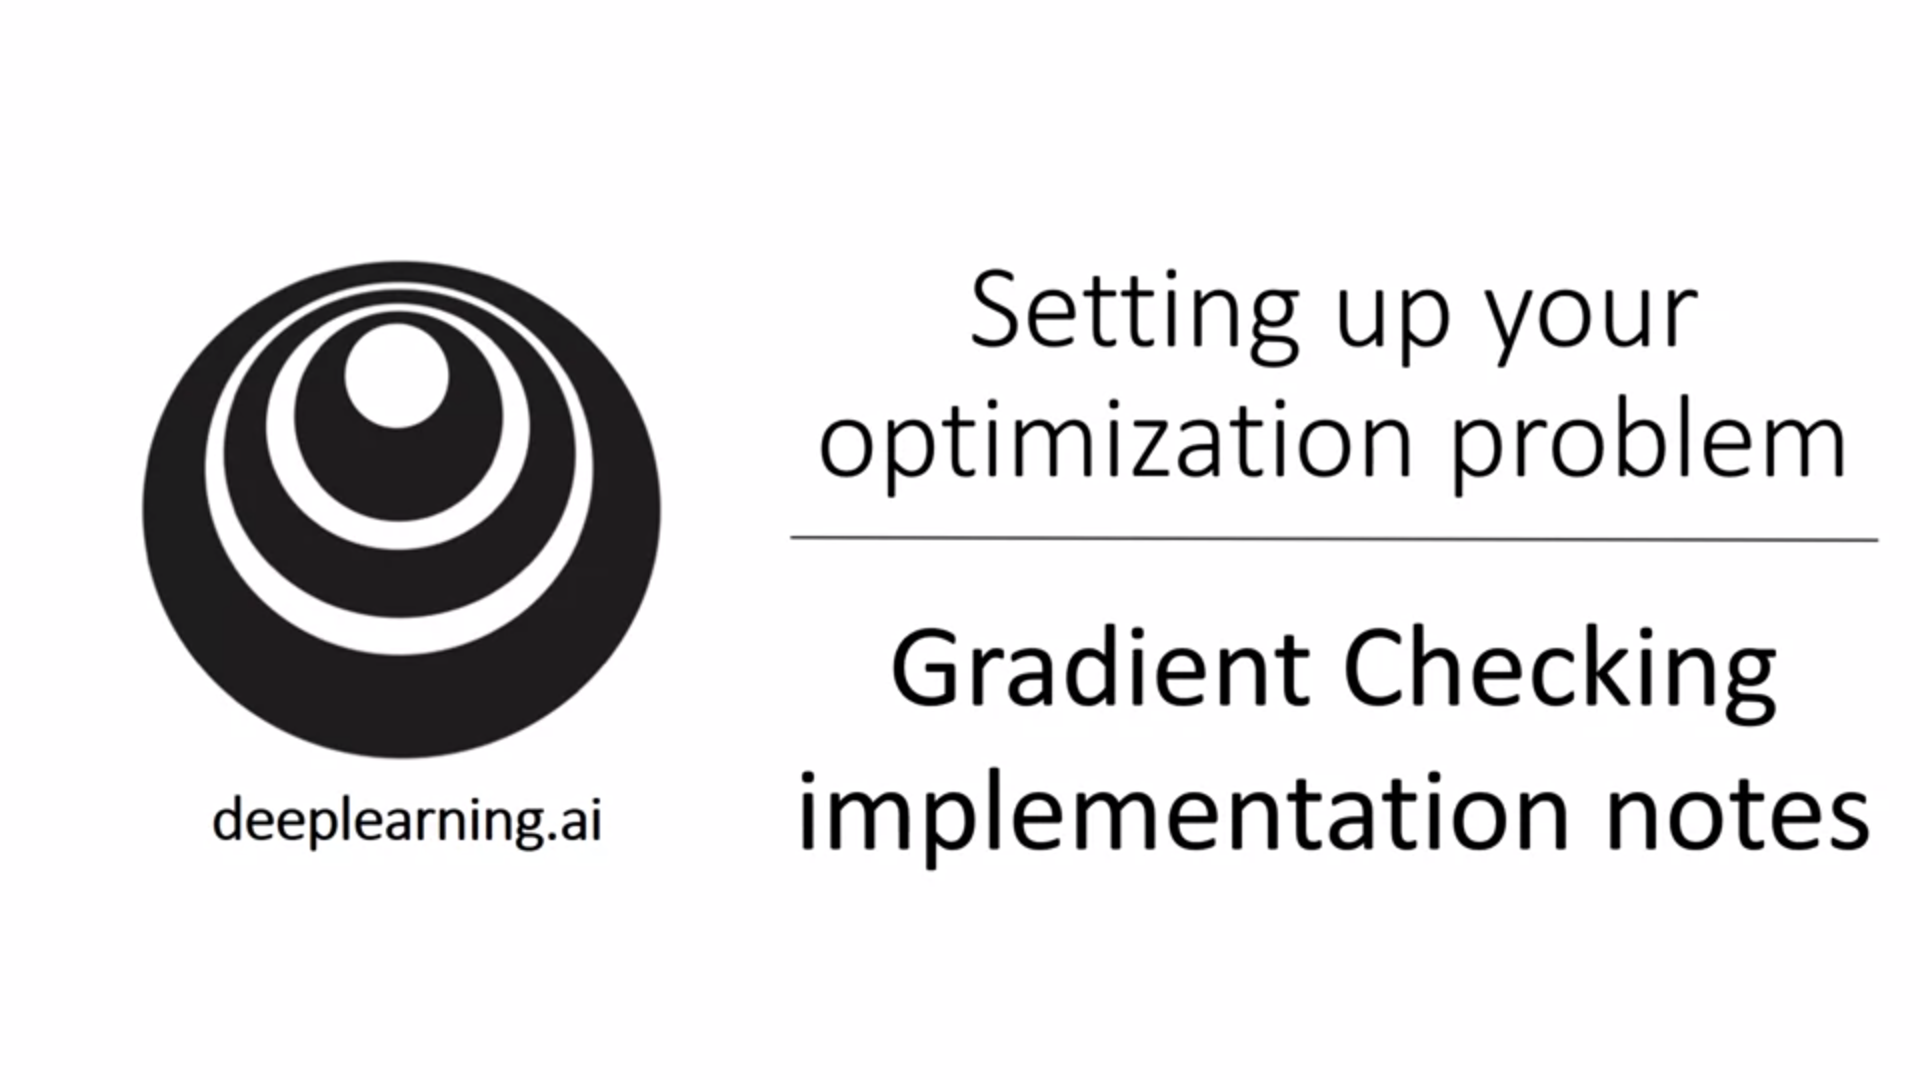 Setting up your
optimization problem
Gradient Checking
implementation notes
deeplearning.ai